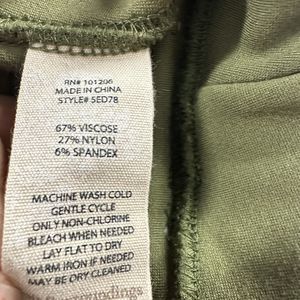 RN# 101206
MADE IN CHINA
STYLE# 5ED78
67% VISCOSE
27% NYLON
6% SPANDEX
MACHINE WASH COLD
GENTLE CYCLE
ONLY NON-CHLORINE
BLEACH WHEN NEEDED
LAY FLAT TO DRY
WARM IRON IF NEEDED
MAY BE DRY CLEANED